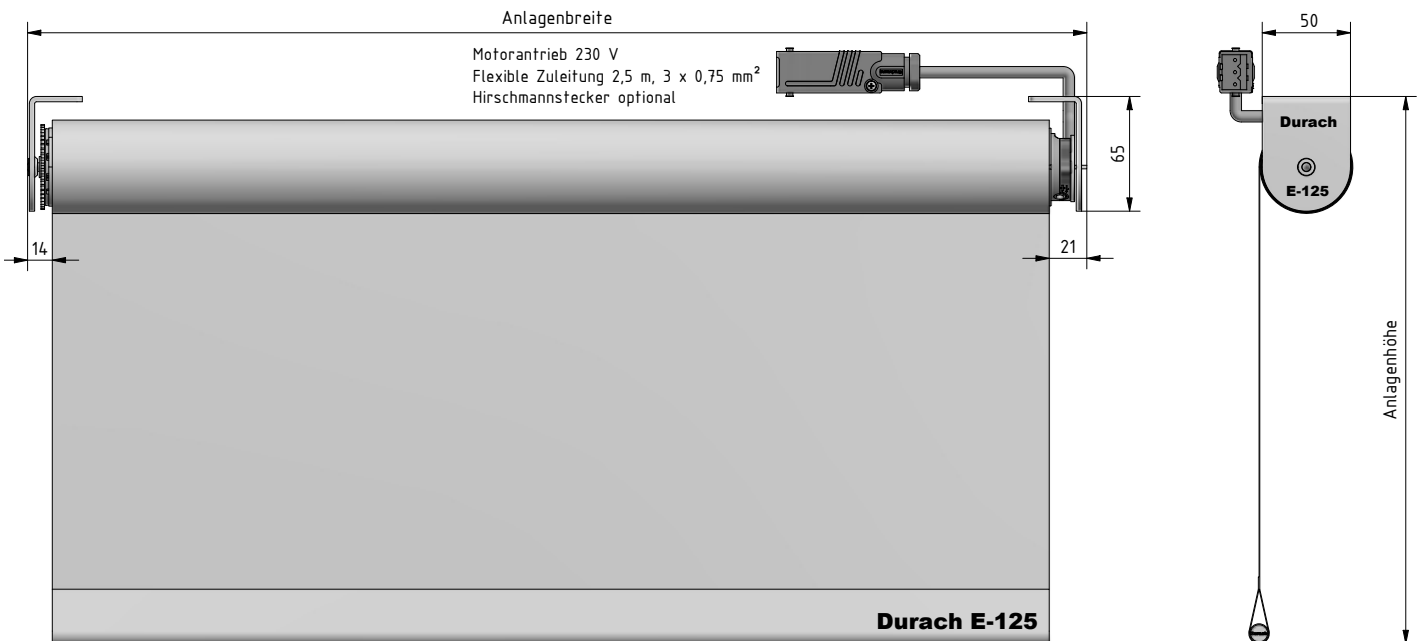 Anlagenbreite
50
Motorantrieb 230 V
Flexible Zuleitung 2,5 m, 3 x 0,75 mm²
Hirschmannstecker optional
Durach
65
E-125
14
21
Anlagenhöhe
Durach E-125